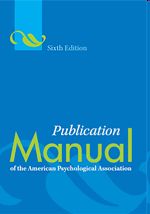 Sixth Edition
Publication
Manual
of the American Psychological Association